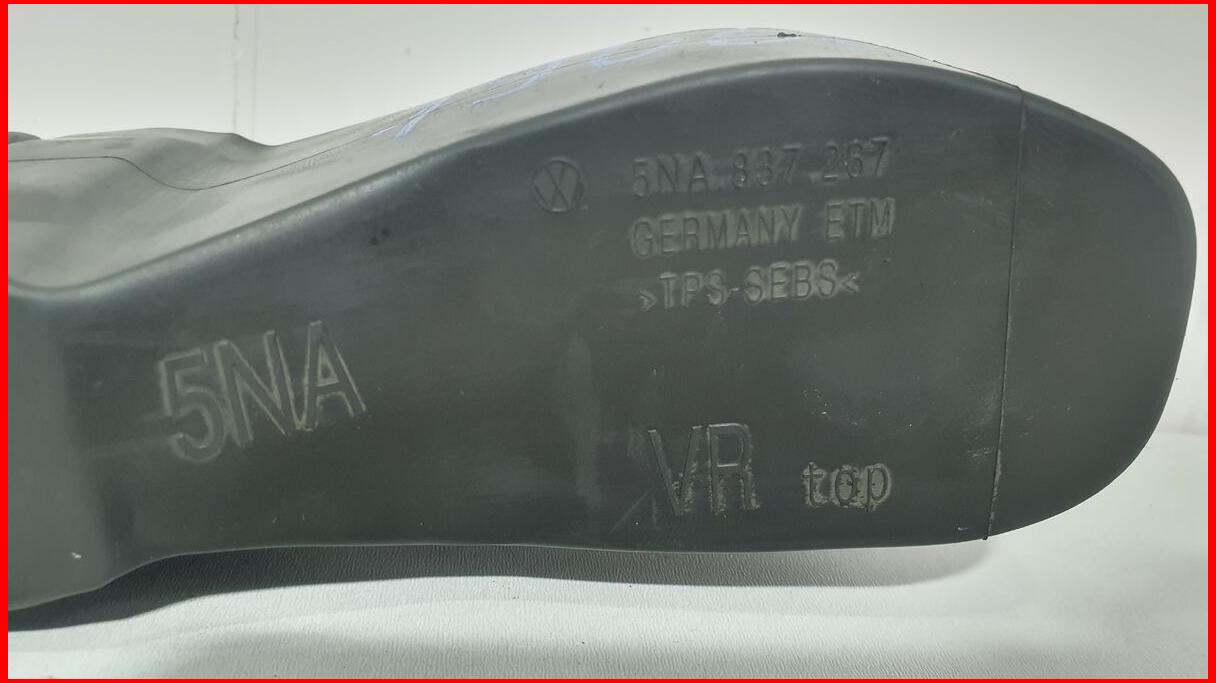 5NA 837 267
GERMANY ETM
>TPS-SEBS<
5NA
VR top